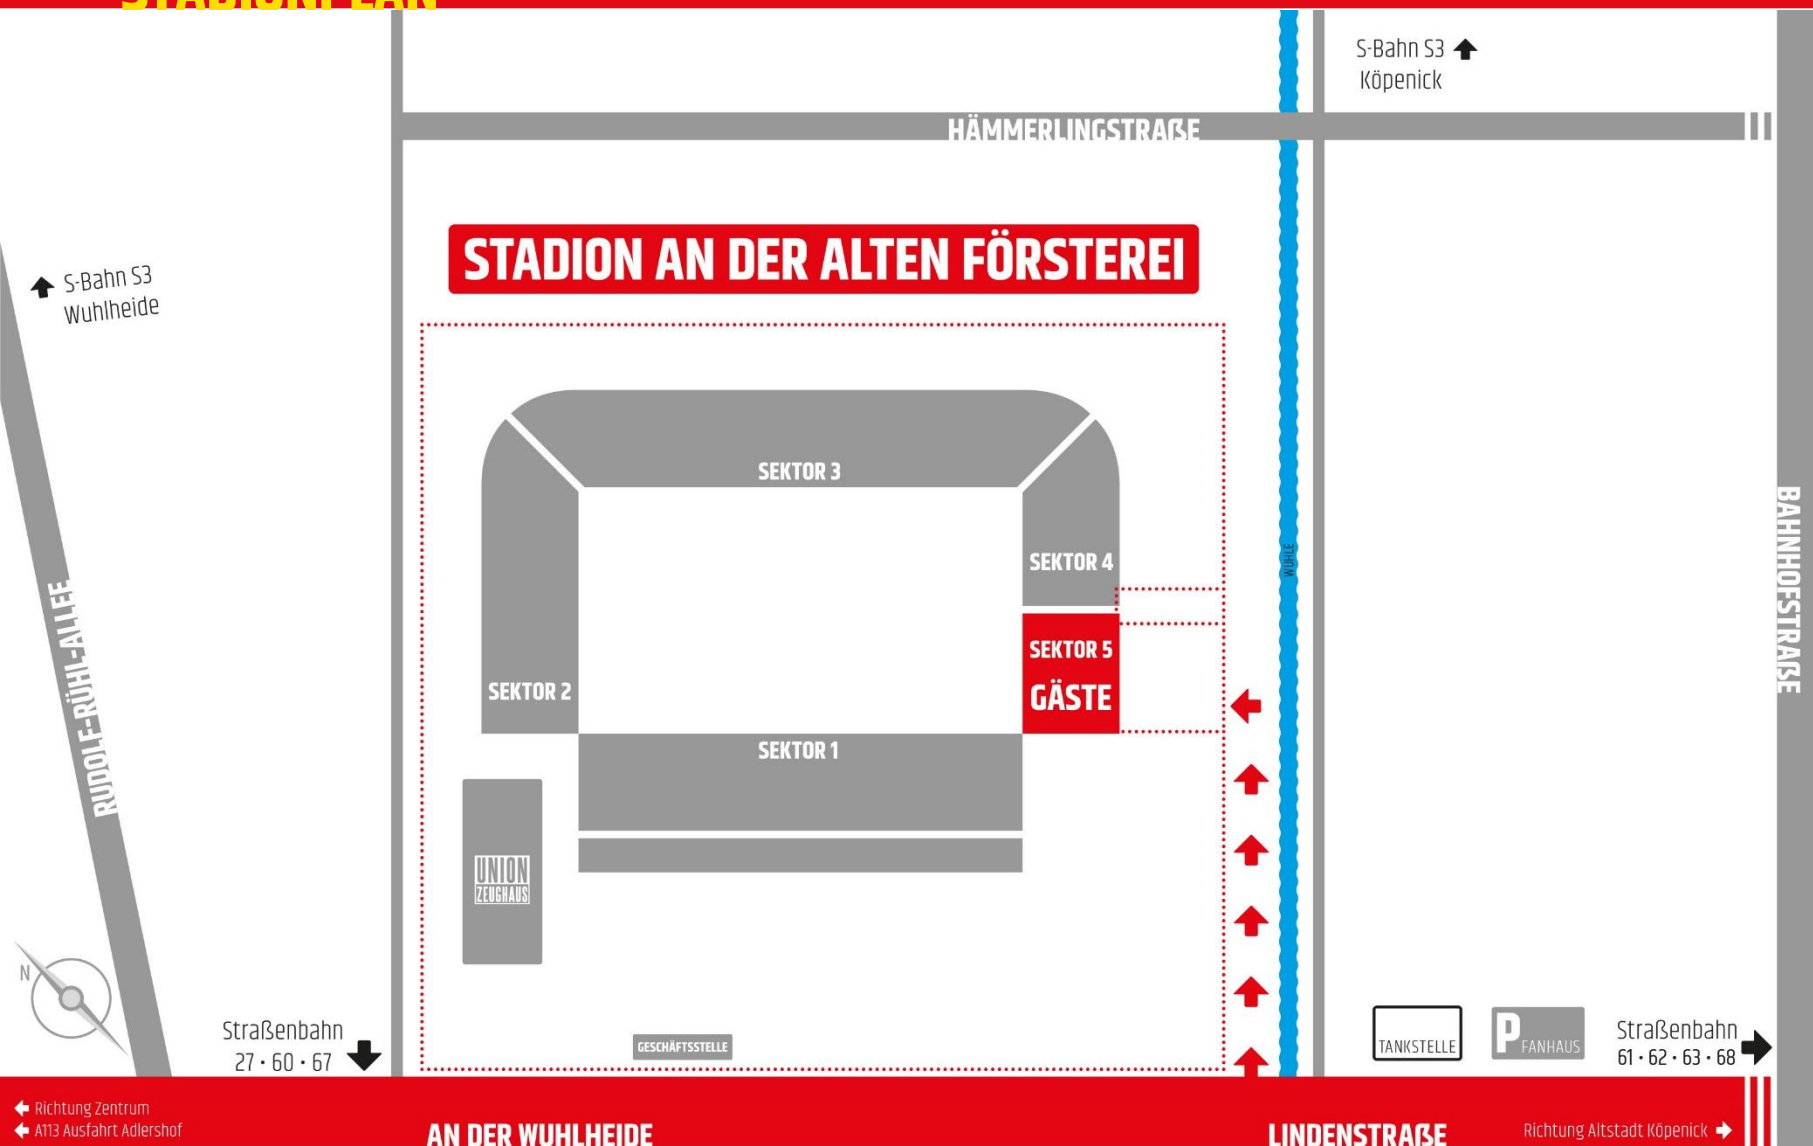 STADIONPLAN
S-Bahn S3
Köpenick
HÄMMERLINGSTRAßE
STADION AN DER ALTEN FÖRSTEREI
S-Bahn S3
Wuhlheide
SEKTOR 3
BAHNHOFSTRAßE
WUHLE
SEKTOR 4
RUDOLF-RÜHL-ALLEE
SEKTOR 5
GÄSTE
SEKTOR 2
SEKTOR 1
UNION
ZEUGHAUS
N
Straßenbahn
27 · 60 · 67
GESCHÄFTSSTELLE
TANKSTELLE
P FANHAUS
Straßenbahn
61 · 62 · 63 · 68
Richtung Zentrum
A113 Ausfahrt Adlershof
AN DER WUHLHEIDE
LINDENSTRAßE
Richtung Altstadt Köpenick